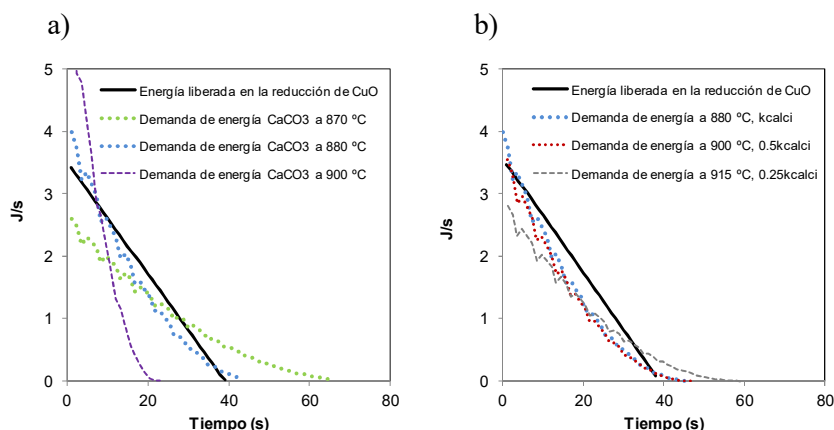 a)
5
4
3
2
1
0
J/s
0
20
40
60
80
Tiempo (s)
Energía liberada en la reducción de CuO
Demanda de energía CaCO3 a 870 ºC
Demanda de energía CaCO3 a 880 ºC
Demanda de energía CaCO3 a 900 ºC
b)
5
4
3
2
1
0
J/s
0
20
40
60
80
Tiempo (s)
Energía liberada en la reducción de CuO
Demanda de energía a 880 ºC, kcalci
Demanda de energía a 900 ºC, 0.5kcalci
Demanda de energía a 915 ºC, 0.25kcalci